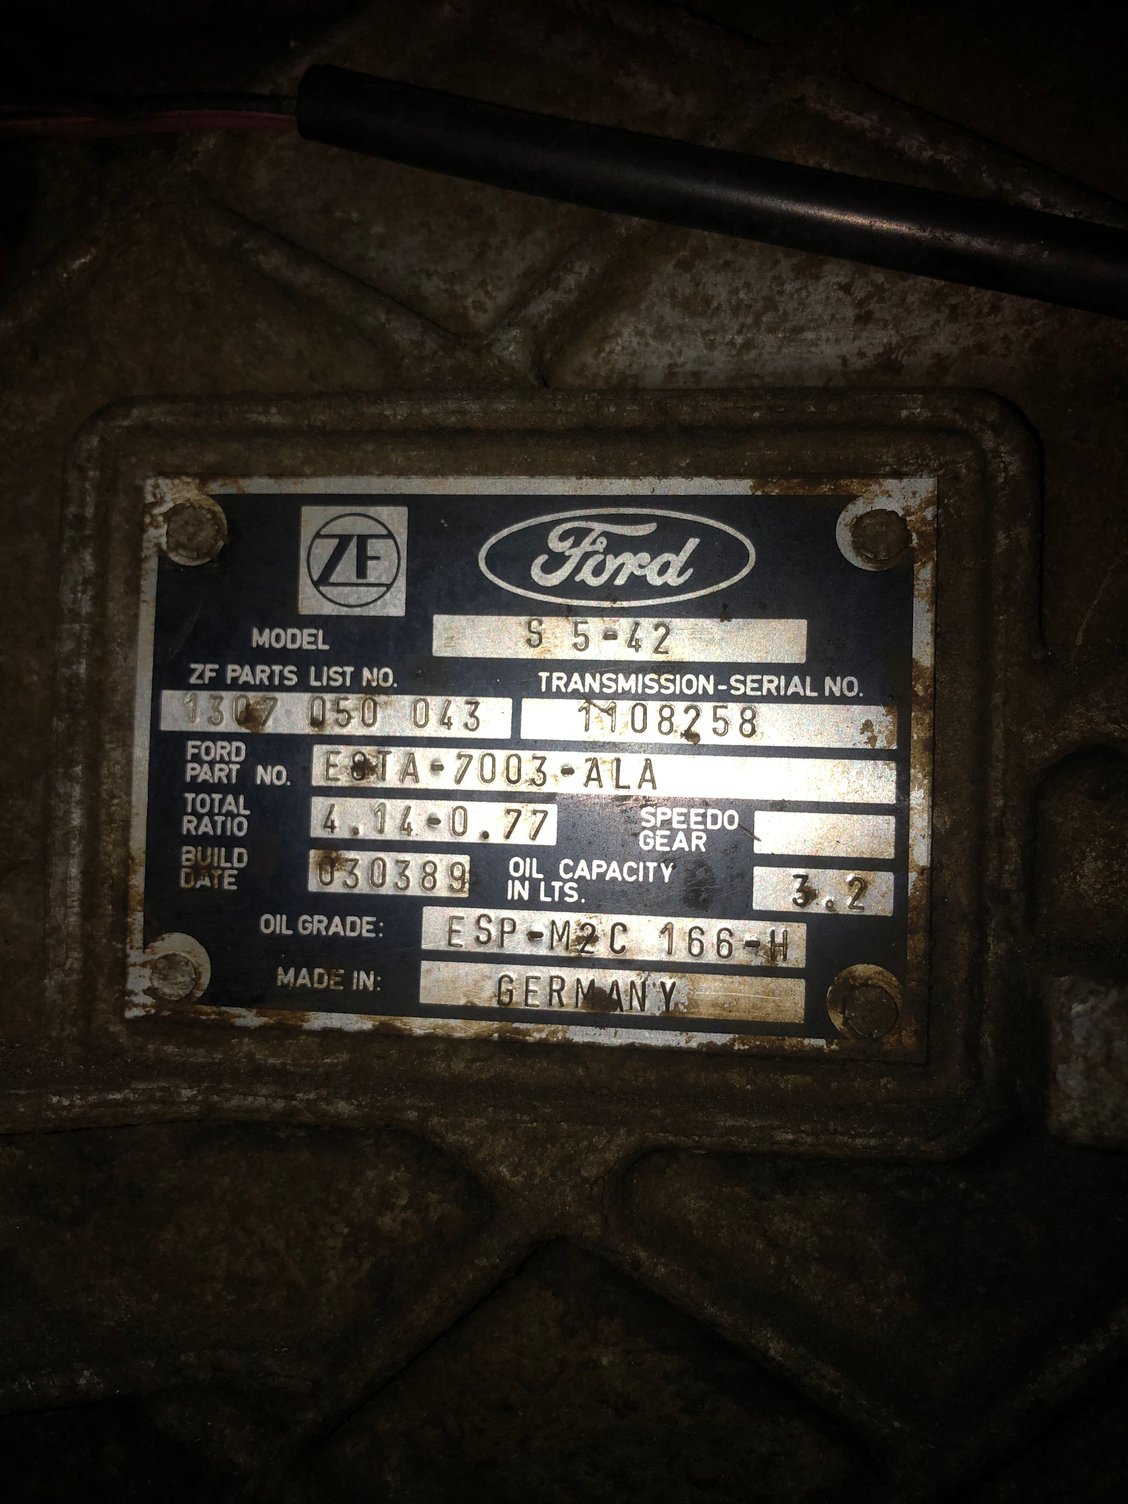 ZF Ford
MODEL S 5-42
ZF PARTS LIST NO. TRANSMISSION-SERIAL NO.
1307 050 043 1108258
FORD PART NO. E8TA-7003-ALA
TOTAL RATIO 4.14-0.77 SPEEDO GEAR
BUILD DATE 030389 OIL CAPACITY IN LTS. 3.2
OIL GRADE: ESP-M2C 166-H
MADE IN: GERMANY